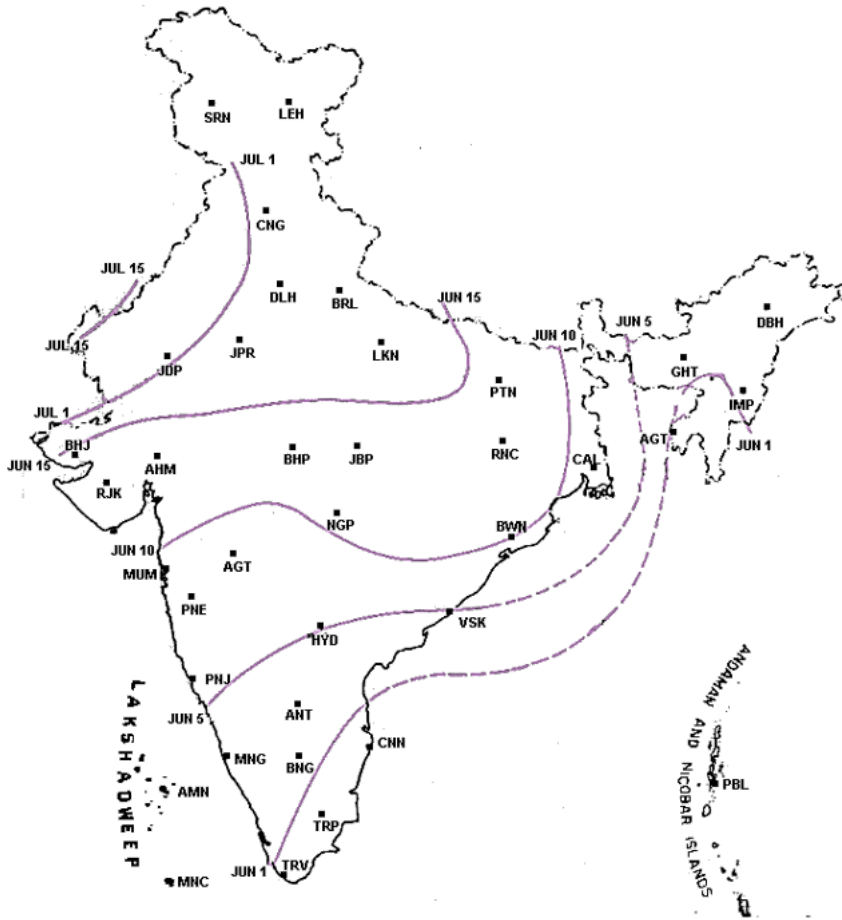 SRN
LEH
JUL 1
CNG
JUL 15
DLH
BRL
JUN 15
DBH
JUN 5
JUN 10
JUL 15
JPR
LKN
JDP
GHT
PTN
IMP
JUL 1
AGT
JUN 1
BHJ
BHP
JBP
RNC
CAL
JUN 15
AHM
RJK
NGP
BWN
JUN 10
AGT
MUM
PNE
VSK
HYD
PNJ
ANT
JUN 5
CNN
MNG
BNG
LAKSHADWEEP
AMN
PBL
ANDAMAN AND NICOBAR ISLANDS
TRP
JUN 1
TRV
MNC